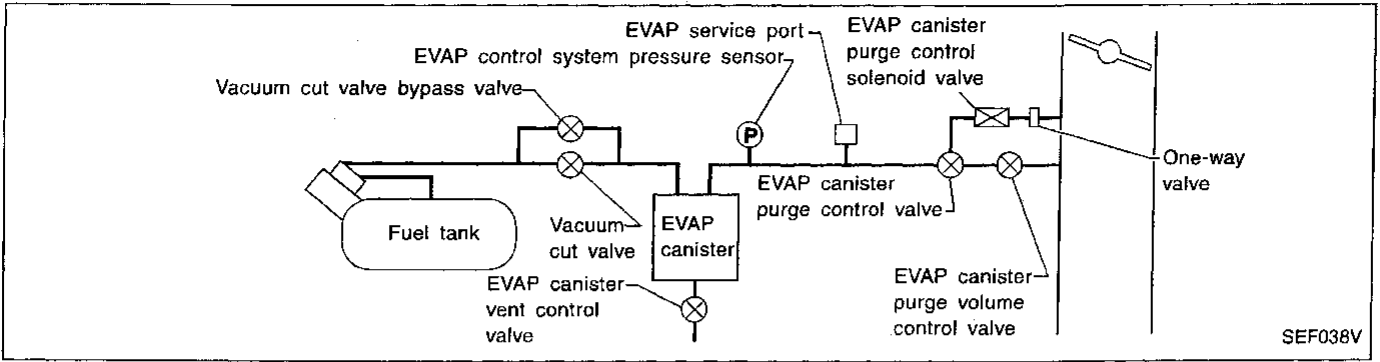 EVAP service port
EVAP control system pressure sensor
Vacuum cut valve bypass valve
EVAP canister
purge control
solenoid valve
P
One-way
valve
EVAP canister
purge control valve
Fuel tank
Vacuum
cut valve
EVAP
canister
EVAP canister
vent control
valve
EVAP canister
purge volume
control valve
SEF038V